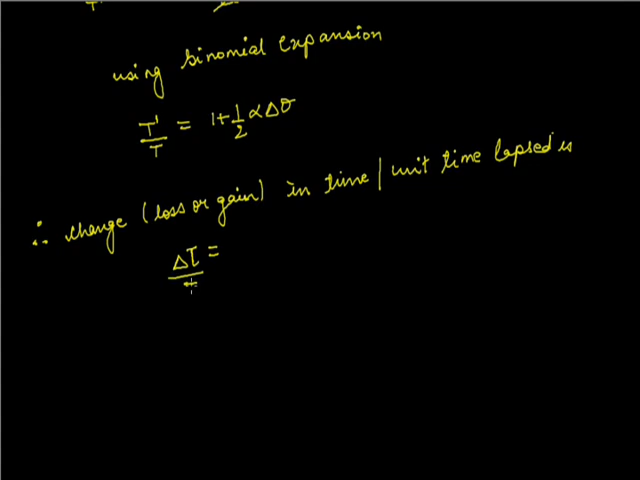 using binomial expansion
T'/T = 1+1/2 αΔθ
∴ change (loss or gain) in time/unit time lapsed is
ΔT/T =